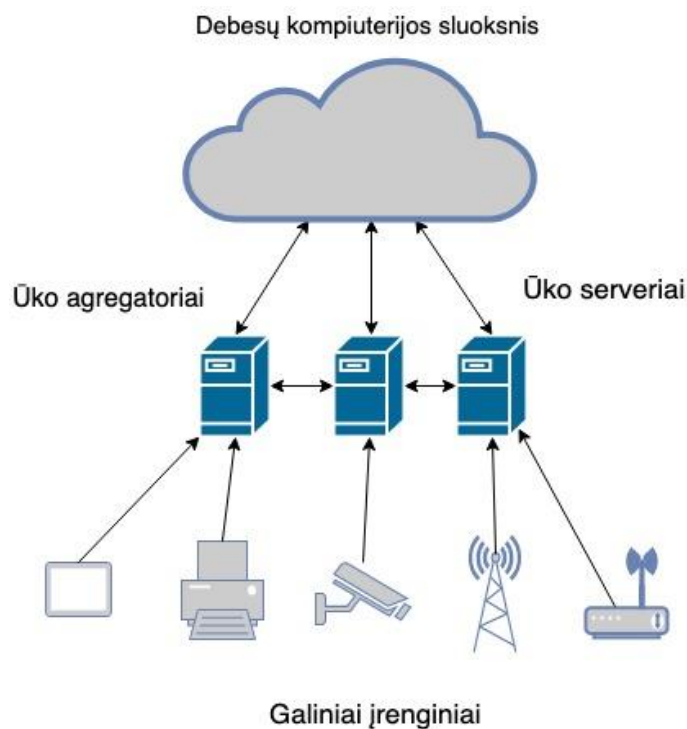 Debesų kompiuterijos sluoksnis
Ūko agregatoriai
Ūko serveriai
Galiniai įrenginiai